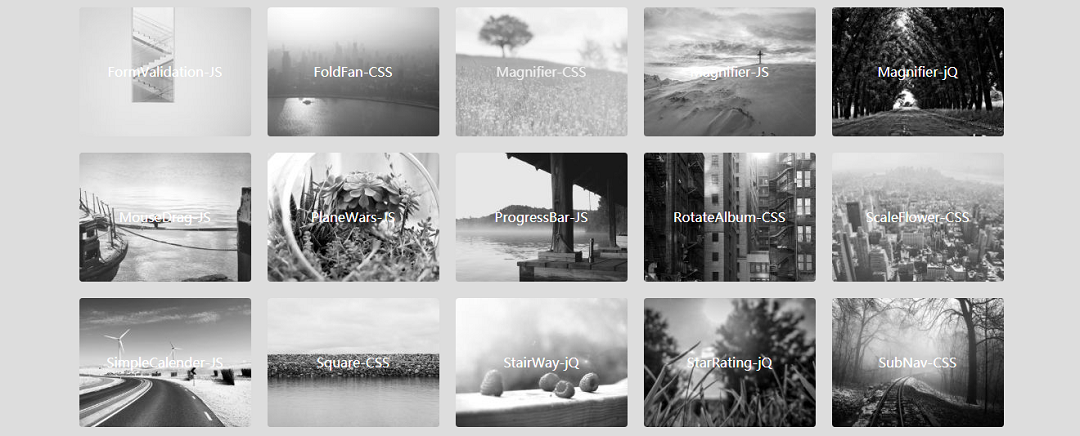 FormValidation-JS
FoldFan-CSS
Magnifier-CSS
Magnifier-JS
Magnifier-jQ
MouseDrag-JS
PlaneWars-JS
ProgressBar-JS
RotateAlbum-CSS
ScaleFlower-CSS
SimpleCalender-JS
Square-CSS
StairWay-jQ
StarRating-jQ
SubNav-CSS